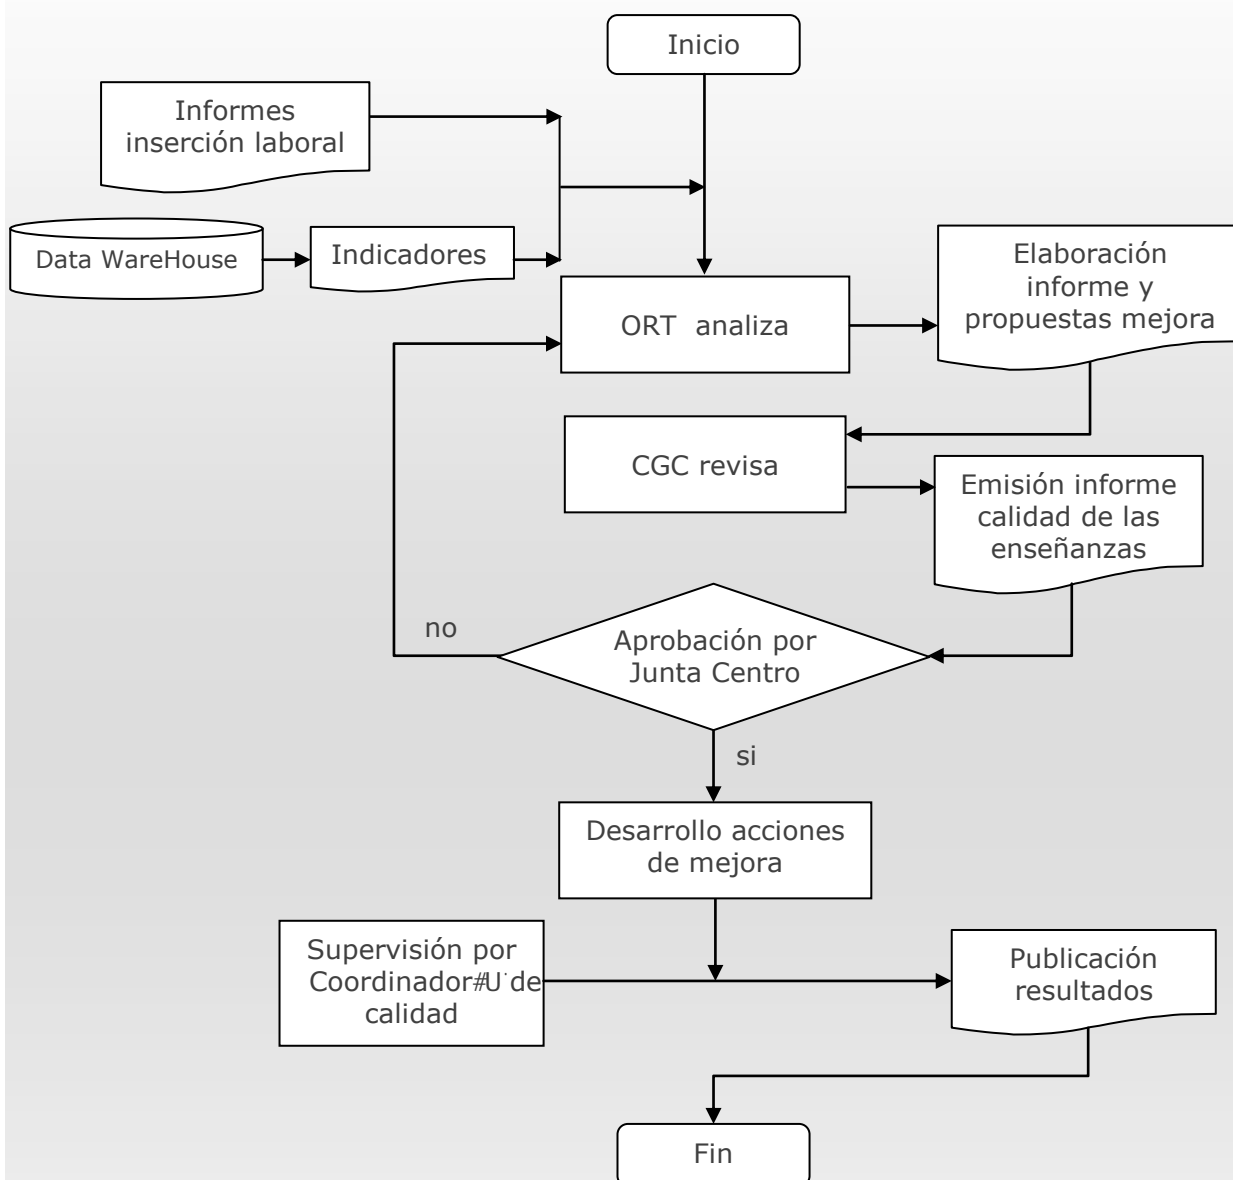 Inicio
Informes
inserción laboral
Data WareHouse
Indicadores
Elaboración
informe y
propuestas mejora
ORT analiza
CGC revisa
Emisión informe
calidad de las
enseñanzas
no
Aprobación por
Junta Centro
si
Desarrollo acciones
de mejora
Supervisión por
Coordinador#U de
calidad
Publicación
resultados
Fin